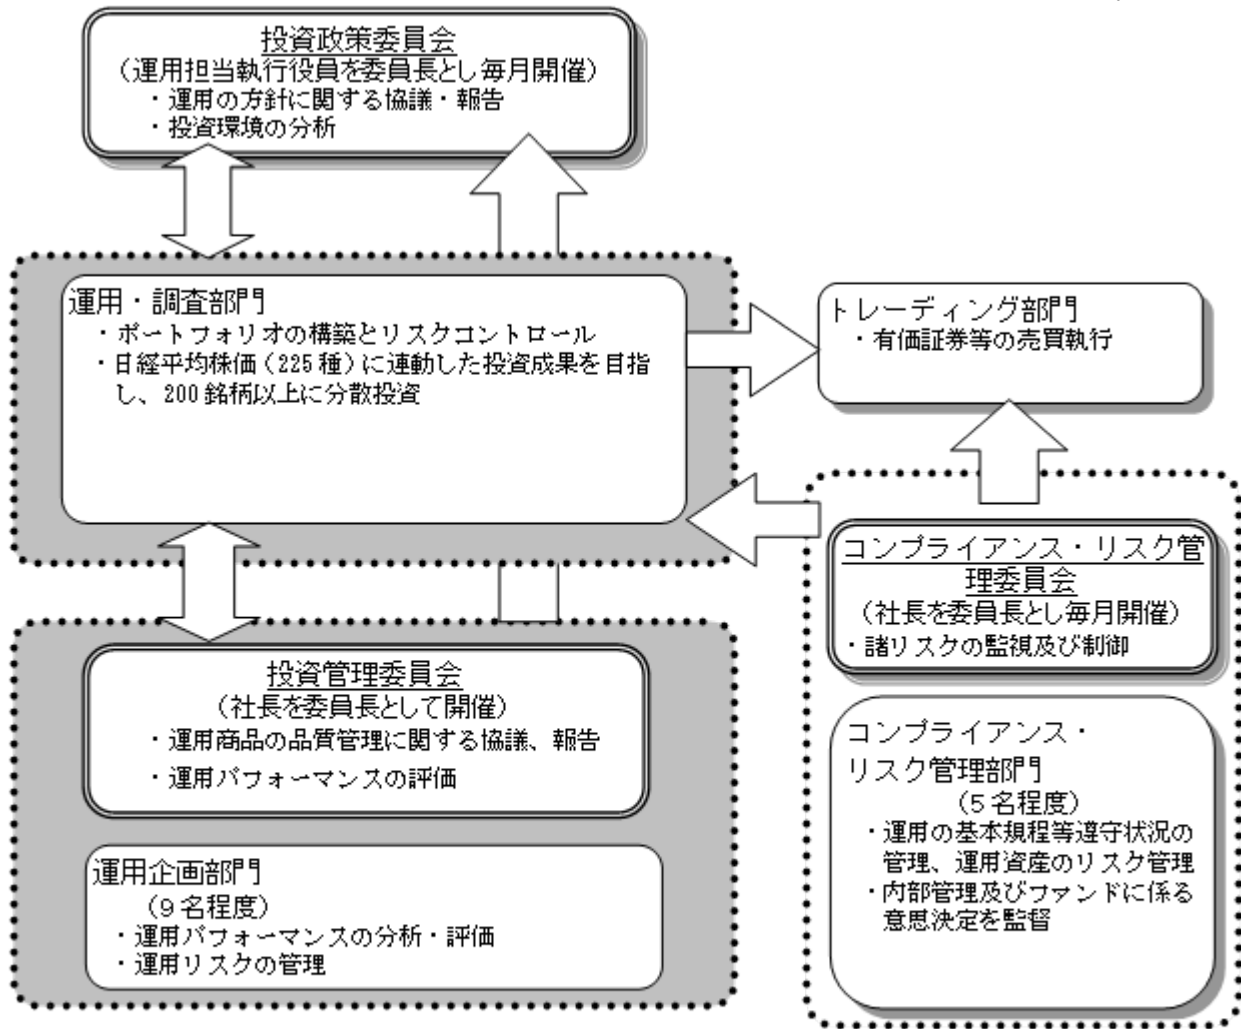 投資政策委員会
（運用担当執行役員を委員長とし毎月開催）
・運用の方針に関する協議・報告
・投資環境の分析
運用・調査部門
・ポートフォリオの構築とリスクコントロール
・日経平均株価（225種）に連動した投資成果を目指
し、200銘柄以上に分散投資
トレーディング部門
・有価証券等の売買執行
コンプライアンス・リスク管
理委員会
（社長を委員長とし毎月開催）
・諸リスクの監視及び制御
投資管理委員会
（社長を委員長として開催）
・運用商品の品質管理に関する協議、報告
・運用パフォーマンスの評価
コンプライアンス・
リスク管理部門
（5名程度）
・運用の基本規程等遵守状況の
管理、運用資産のリスク管理
・内部管理及びファンドに係る
意思決定を監督
運用企画部門
（9名程度）
・運用パフォーマンスの分析・評価
・運用リスクの管理